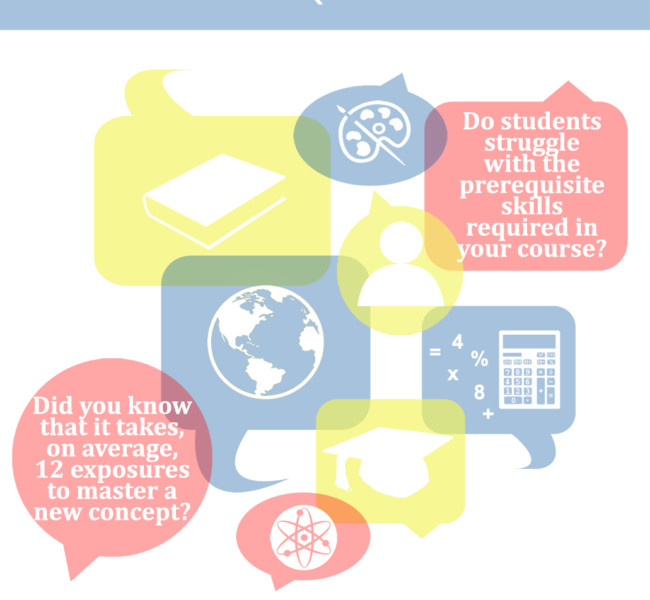 Do students
struggle
with the
prerequisite
skills
required in
your course?
= 4
%
x
8
+
Did you know
that it takes,
on average,
12 exposures
to master a
new concept?